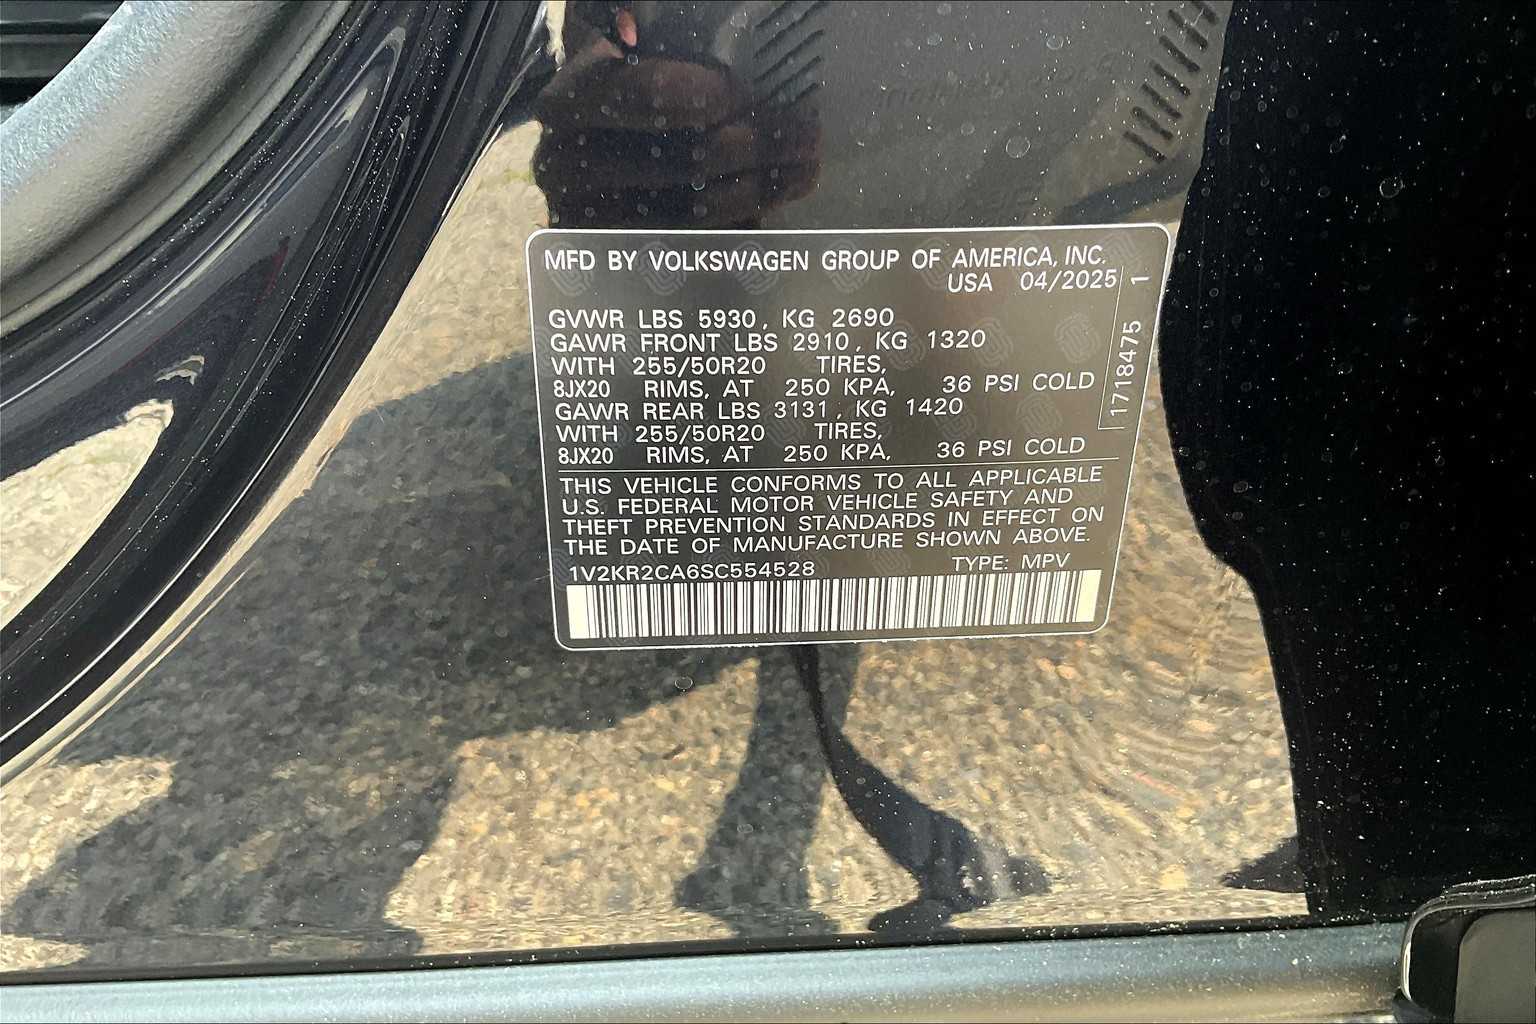 MFD BY VOLKSWAGEN GROUP OF AMERICA, INC.
USA 04/2025 1
GVWR LBS 5930, KG 2690
GAWR FRONT LBS 2910, KG 1320
WITH 255/50R20 TIRES,
8JX20 RIMS, AT 250 KPA, 36 PSI COLD
GAWR REAR LBS 3131, KG 1420
WITH 255/50R20 TIRES,
8JX20 RIMS, AT 250 KPA, 36 PSI COLD
1718475
THIS VEHICLE CONFORMS TO ALL APPLICABLE
U.S. FEDERAL MOTOR VEHICLE SAFETY AND
THEFT PREVENTION STANDARDS IN EFFECT ON
THE DATE OF MANUFACTURE SHOWN ABOVE.
1V2KR2CA6SC554528 TYPE: MPV